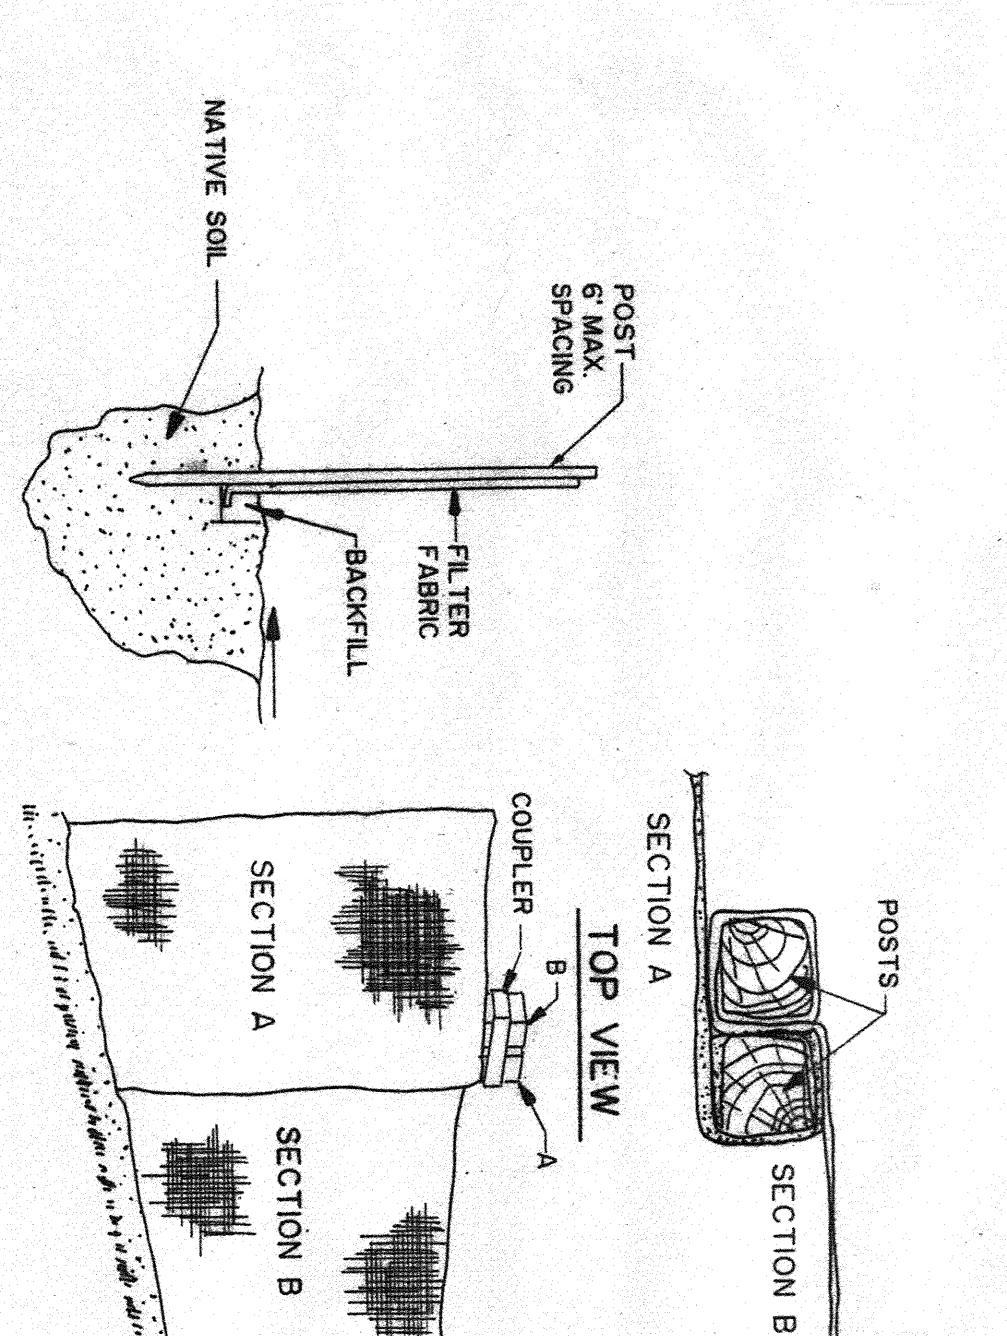 POSTS
SECTION A
SECTION B
TOP VIEW
POST
6' MAX.
SPACING
FILTER
FABRIC
BACKFILL
NATIVE SOIL
COUPLER
B
A
SECTION A
SECTION B